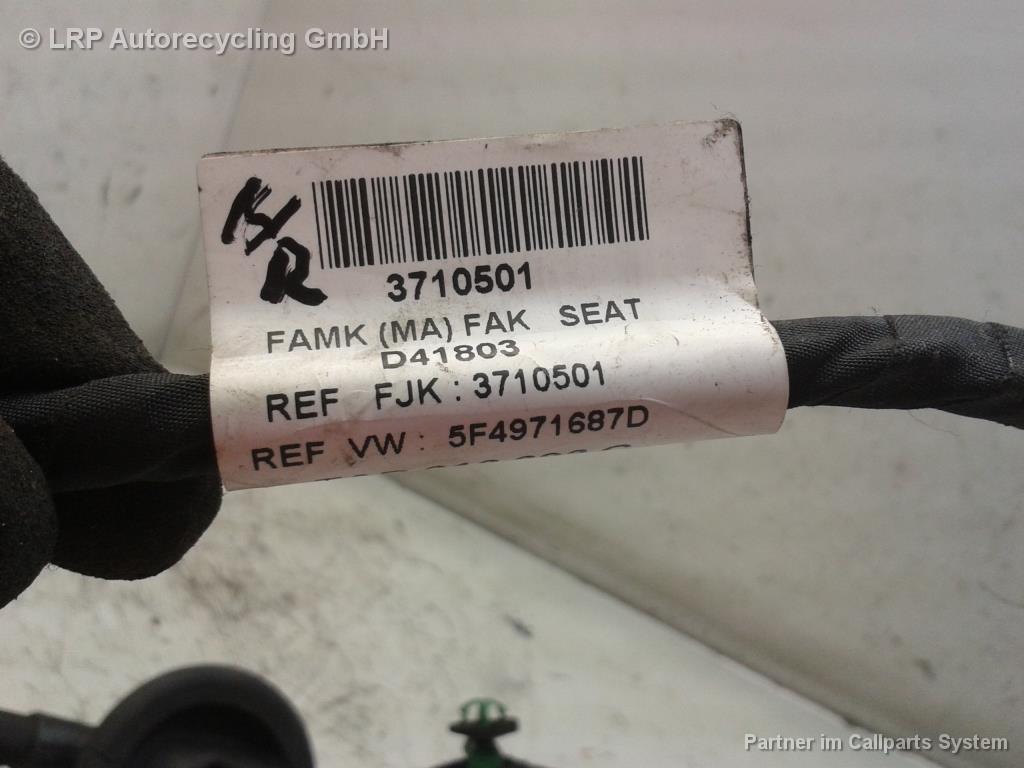 © LRP Autorecycling GmbH
3710501
FAMK (MA) FAK SEAT
D41803
REF FJK : 3710501
REF VW : 5F4971687D
Partner im Callparts System